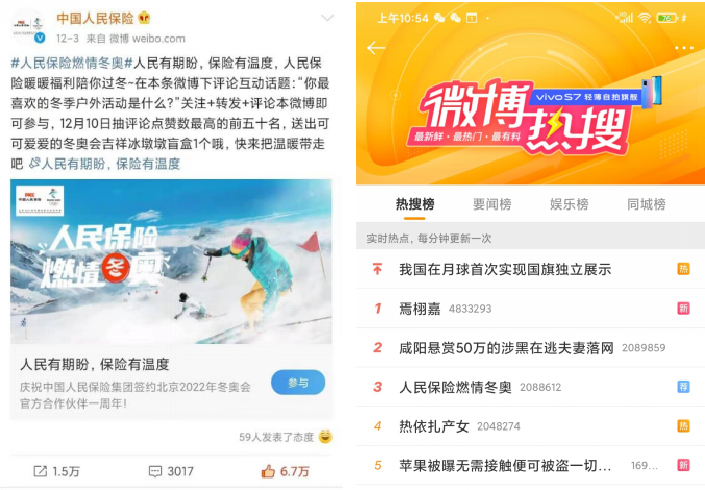 中国人民保险
12-3 来自 微博 weibo.com
#人民保险燃情冬奥#人民有期盼，保险有温度，人民保
险暖暖福利陪你过冬~在本条微博下评论互动话题:“你最
喜欢的冬季户外活动是什么?”关注+转发+评论本微博即
可参与，12月10日抽评论点赞数最高的前五十名，送出可
可爱爱的冬奥会吉祥冰墩墩盲盒1个哦，快来把温暖带走
吧 人民有期盼，保险有温度
PICC
中国人民保险
人民保险
燃情冬奥
人民有期盼，保险有温度
庆祝中国人民保险集团签约北京2022年冬奥会
官方合作伙伴一周年!
参与
59人发表了态度
1.5万
3017
6.7万
上午10:54
76
微博
热搜
vivo S7 轻薄自拍旗舰
最新鲜·最热门·最有料
热搜榜
要闻榜
娱乐榜
同城榜
实时热点，每分钟更新一次
我国在月球首次实现国旗独立展示 热
1 焉栩嘉 4833293 新
2 咸阳悬赏50万的涉黑在逃夫妻落网 2089859
3 人民保险燃情冬奥 2088612 荐
4 热依扎产女 2048274 热
5 苹果被曝无需接触便可被盗一切... 169... 新